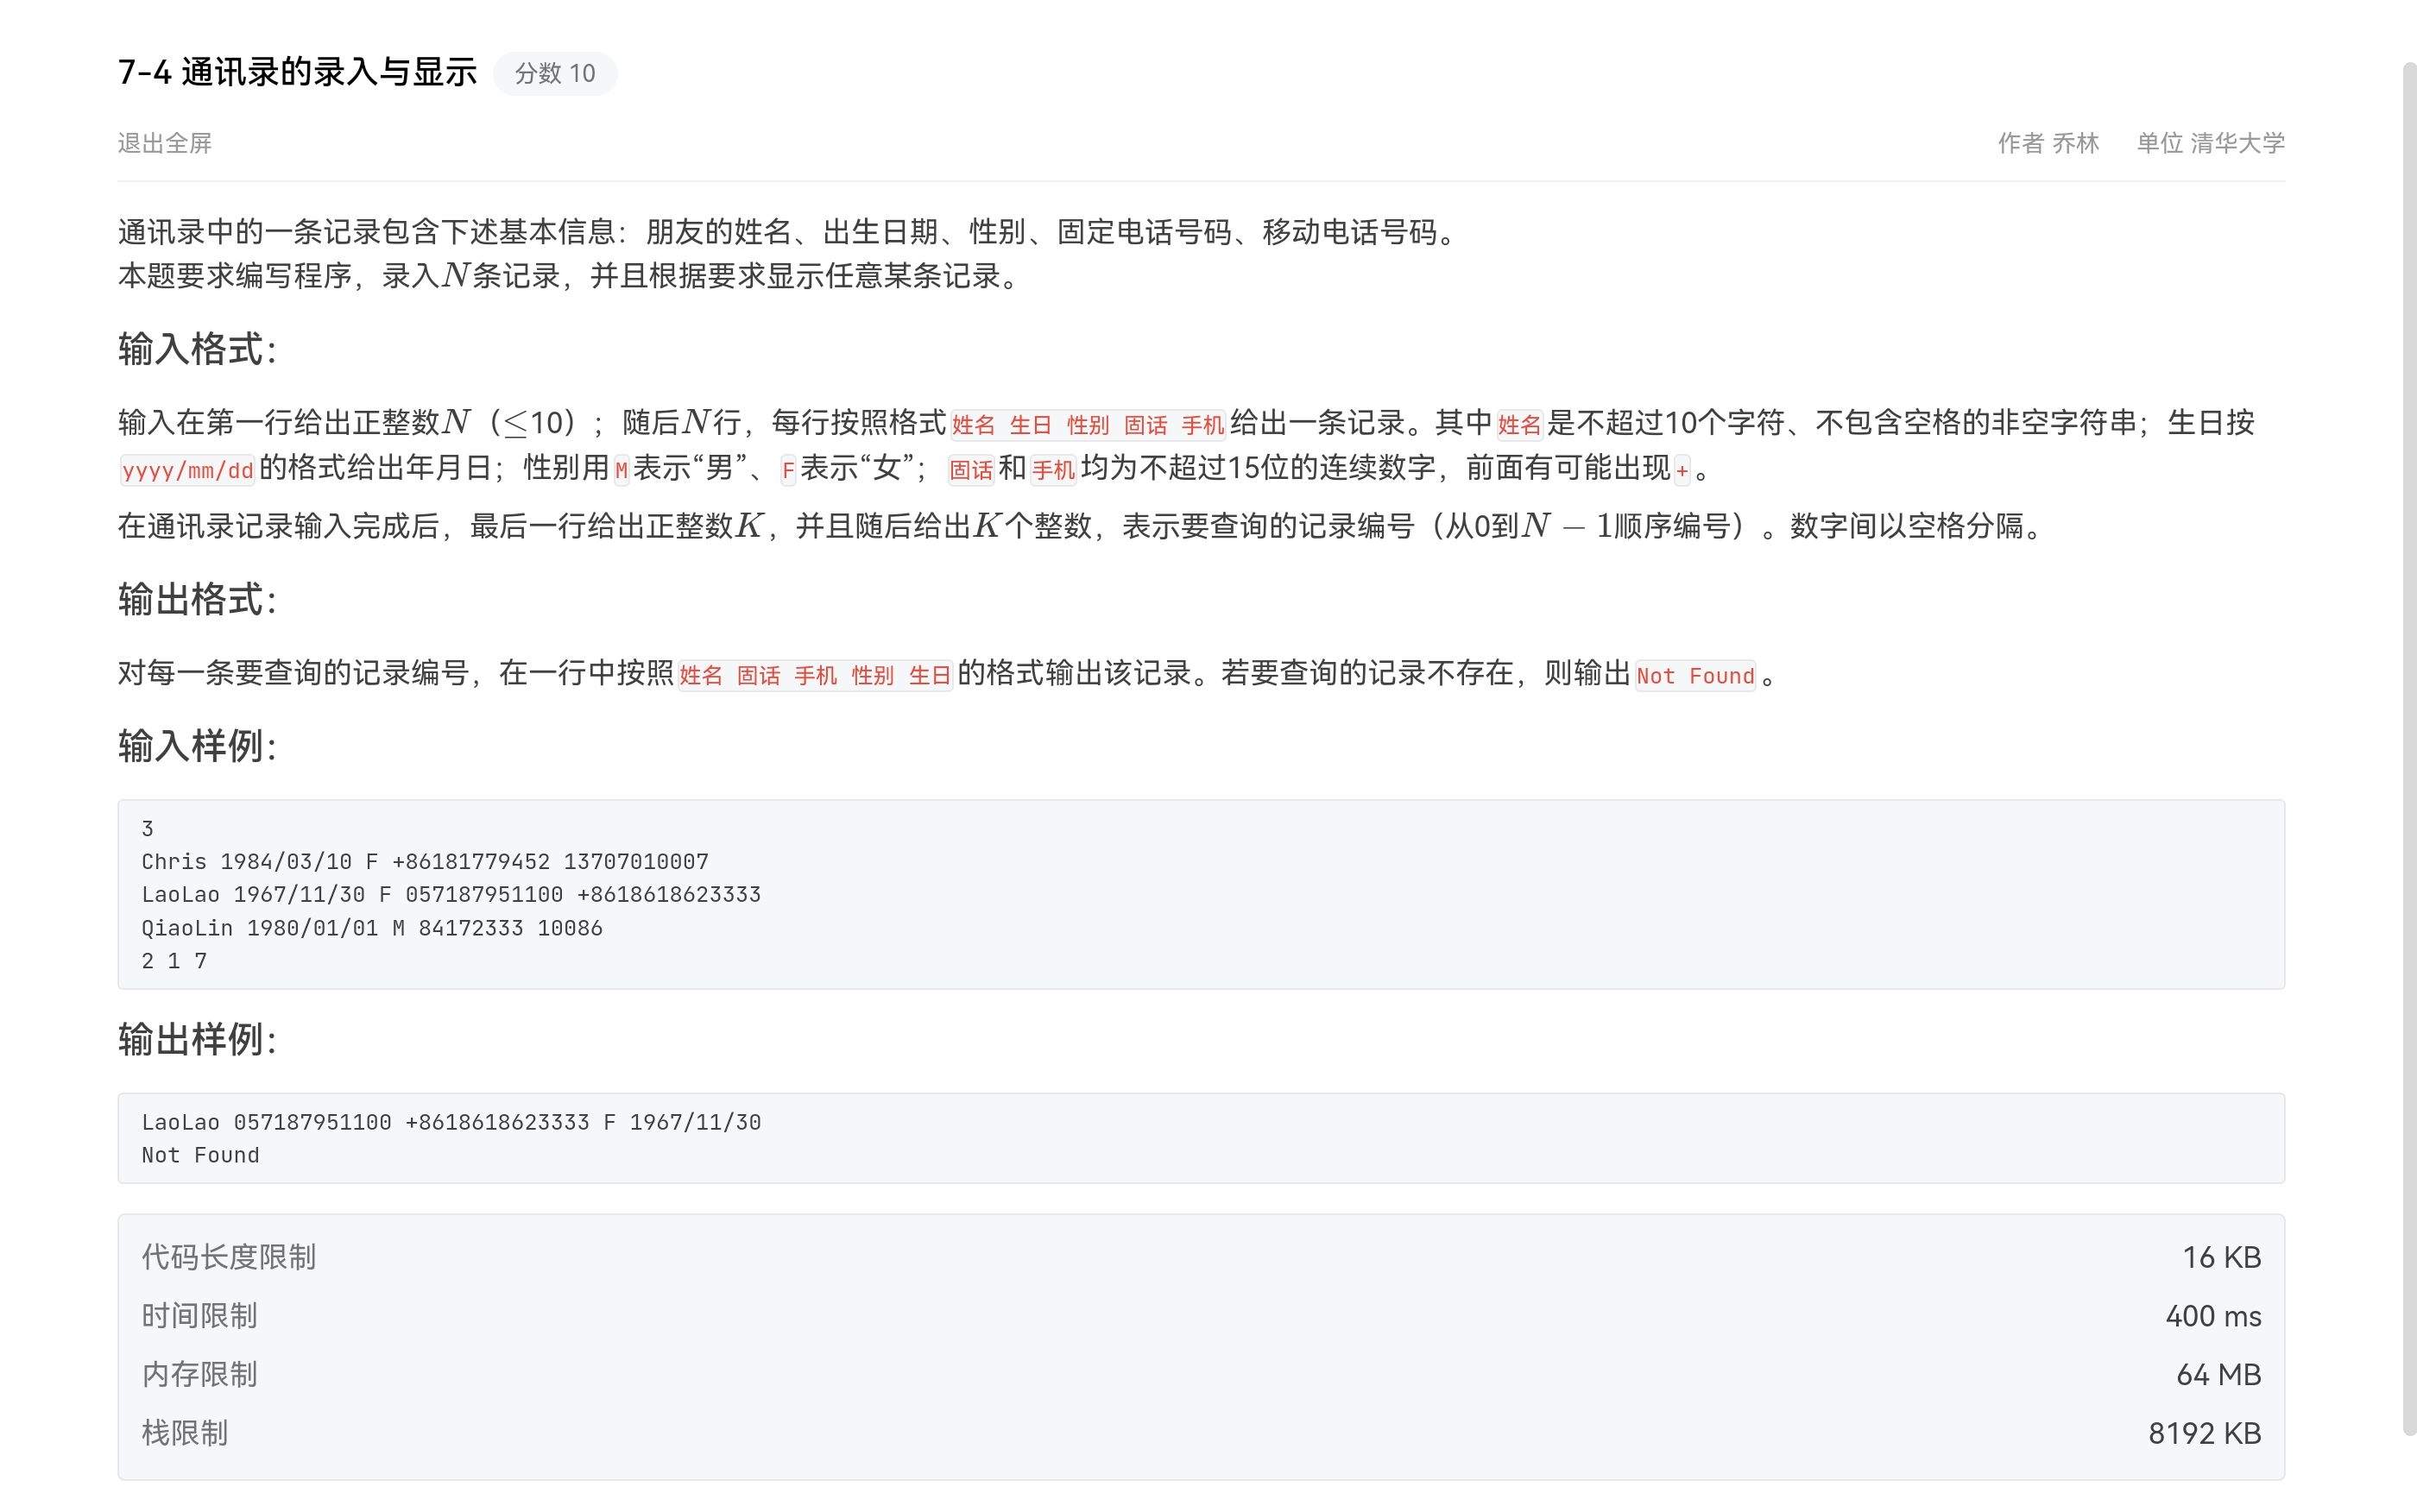 7-4 通讯录的录入与显示 分数 10
退出全屏 作者 乔林 单位 清华大学
通讯录中的一条记录包含下述基本信息：朋友的姓名、出生日期、性别、固定电话号码、移动电话号码。
本题要求编写程序，录入N条记录，并且根据要求显示任意某条记录。
输入格式：
输入在第一行给出正整数N（≤10）；随后N行，每行按照格式姓名 生日 性别 固话 手机给出一条记录。其中姓名是不超过10个字符、不包含空格的非空字符串；生日按
yyyy/mm/dd的格式给出年月日；性别用M表示“男”、F表示“女”；固话和手机均为不超过15位的连续数字，前面有可能出现+。
在通讯录记录输入完成后，最后一行给出正整数K，并且随后给出K个整数，表示要查询的记录编号（从0到N−1顺序编号）。数字间以空格分隔。
输出格式：
对每一条要查询的记录编号，在一行中按照姓名 固话 手机 性别 生日的格式输出该记录。若要查询的记录不存在，则输出Not Found。
输入样例：
3
Chris 1984/03/10 F +86181779452 13707010007
LaoLao 1967/11/30 F 057187951100 +8618618623333
QiaoLin 1980/01/01 M 84172333 10086
2 1 7
输出样例：
LaoLao 057187951100 +8618618623333 F 1967/11/30
Not Found
代码长度限制 16 KB
时间限制 400 ms
内存限制 64 MB
栈限制 8192 KB